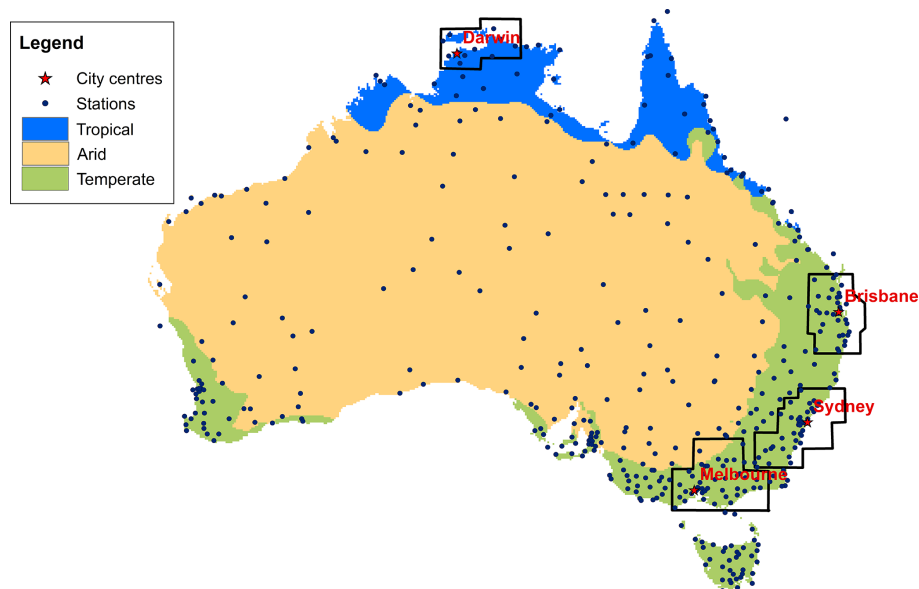 Legend
City centres
Stations
Tropical
Arid
Temperate
Darwin
Brisbane
Sydney
Melbourne